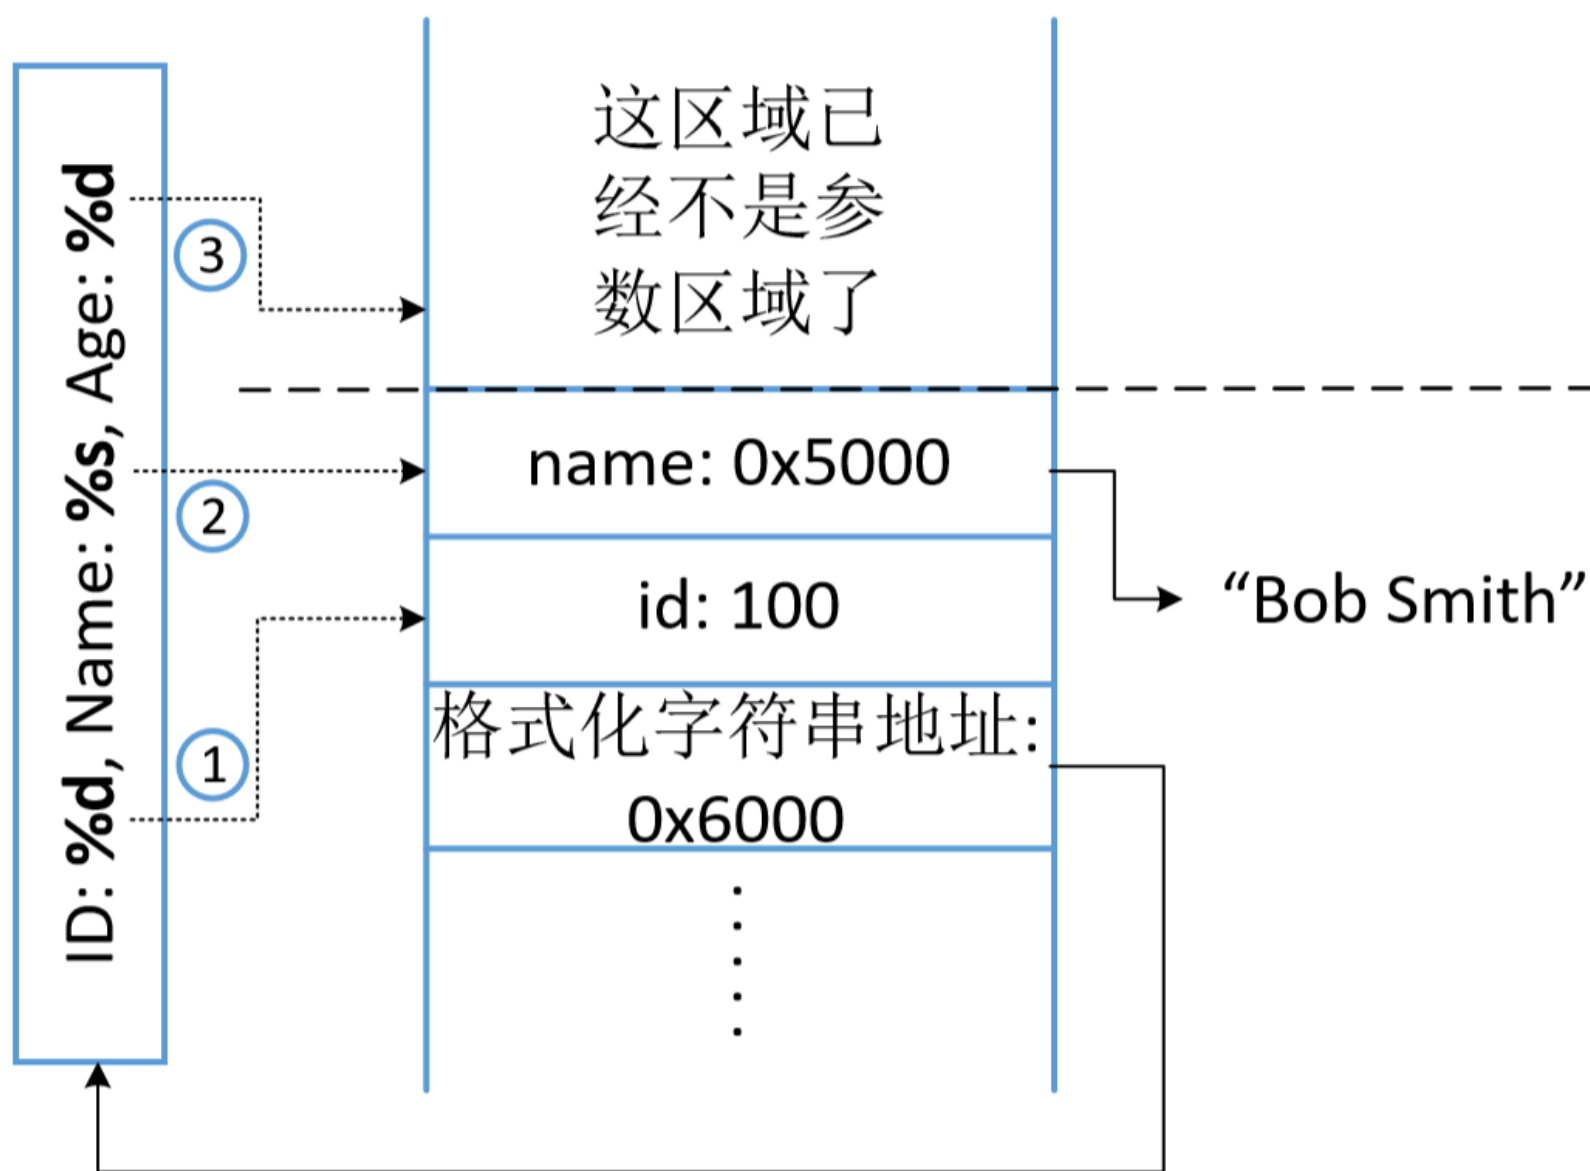 ID: %d, Name: %s, Age: %d
③
②
①
这区域已
经不是参
数区域了
name: 0x5000
id: 100
格式化字符串地址:
0x6000
“Bob Smith”